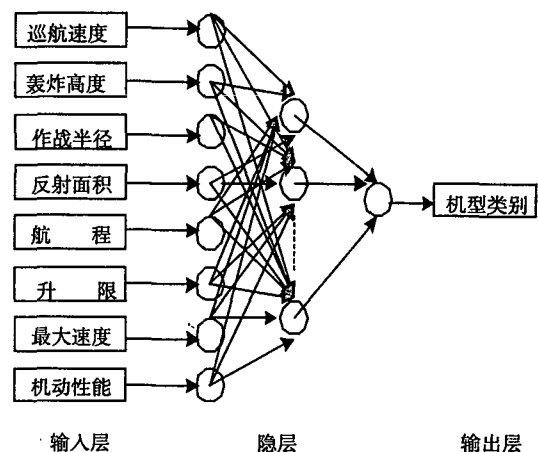 巡航速度
轰炸高度
作战半径
反射面积
航 程
升 限
最大速度
机动性能
机型类别
输入层 隐层 输出层